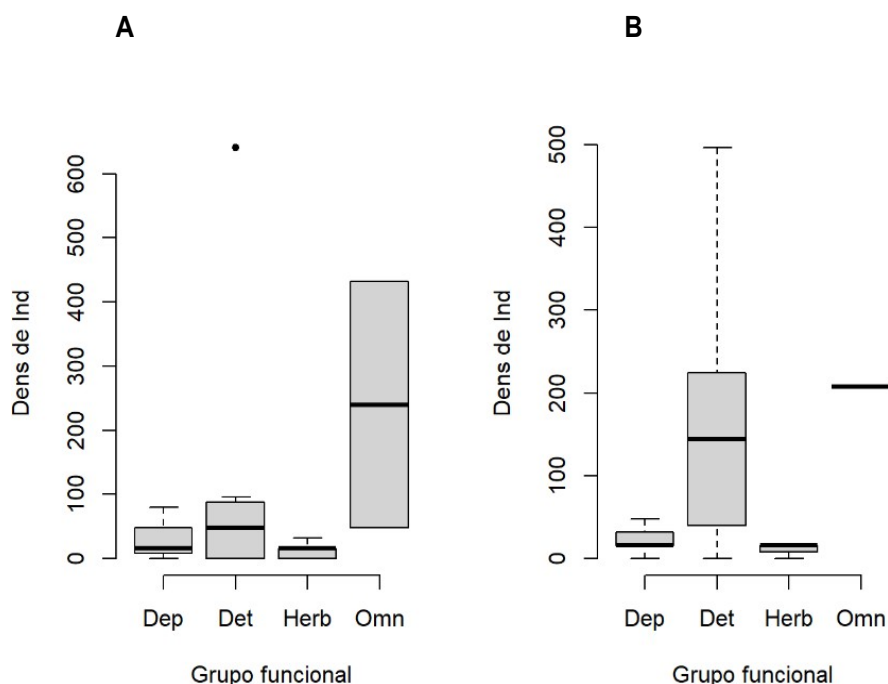 A
B
Dens de Ind
0
100
200
300
400
500
600
Dep
Det
Herb
Omn
Grupo funcional
Dens de Ind
0
100
200
300
400
500
Dep
Det
Herb
Omn
Grupo funcional